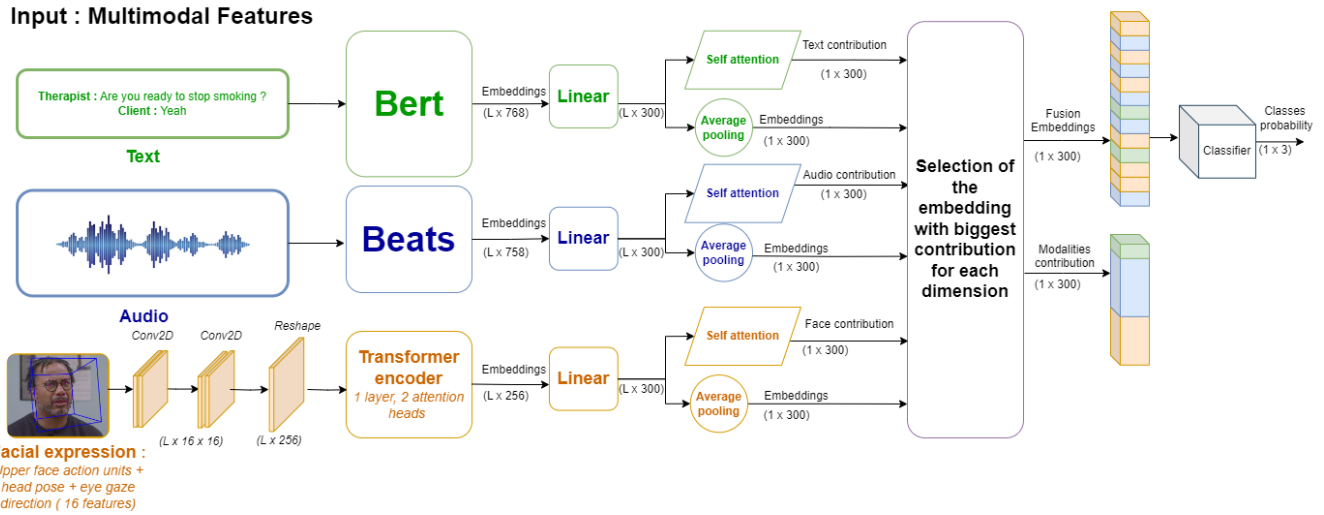 Input : Multimodal Features
Therapist : Are you ready to stop smoking ?
Client : Yeah
Text
Bert
Embeddings
(L x 768)
Linear
(L x 300)
Self attention
Text contribution
(1 x 300)
Average
pooling
Embeddings
(1 x 300)
Audio
Beats
Embeddings
(L x 758)
Linear
(L x 300)
Self attention
Audio contribution
(1 x 300)
Average
pooling
Embeddings
(1 x 300)
acial expression :
Upper face action units +
head pose + eye gaze
direction ( 16 features)
Conv2D
Conv2D
Reshape
(L x 16 x 16)
(L x 256)
Transformer
encoder
1 layer, 2 attention
heads
Embeddings
(L x 256)
Linear
(L x 300)
Self attention
Face contribution
(1 x 300)
Average
pooling
Embeddings
(1 x 300)
Selection of
the
embedding
with biggest
contribution
for each
dimension
Fusion
Embeddings
(1 x 300)
Modalities
contribution
(1 x 300)
Classifier
Classes
probability
(1 x 3)